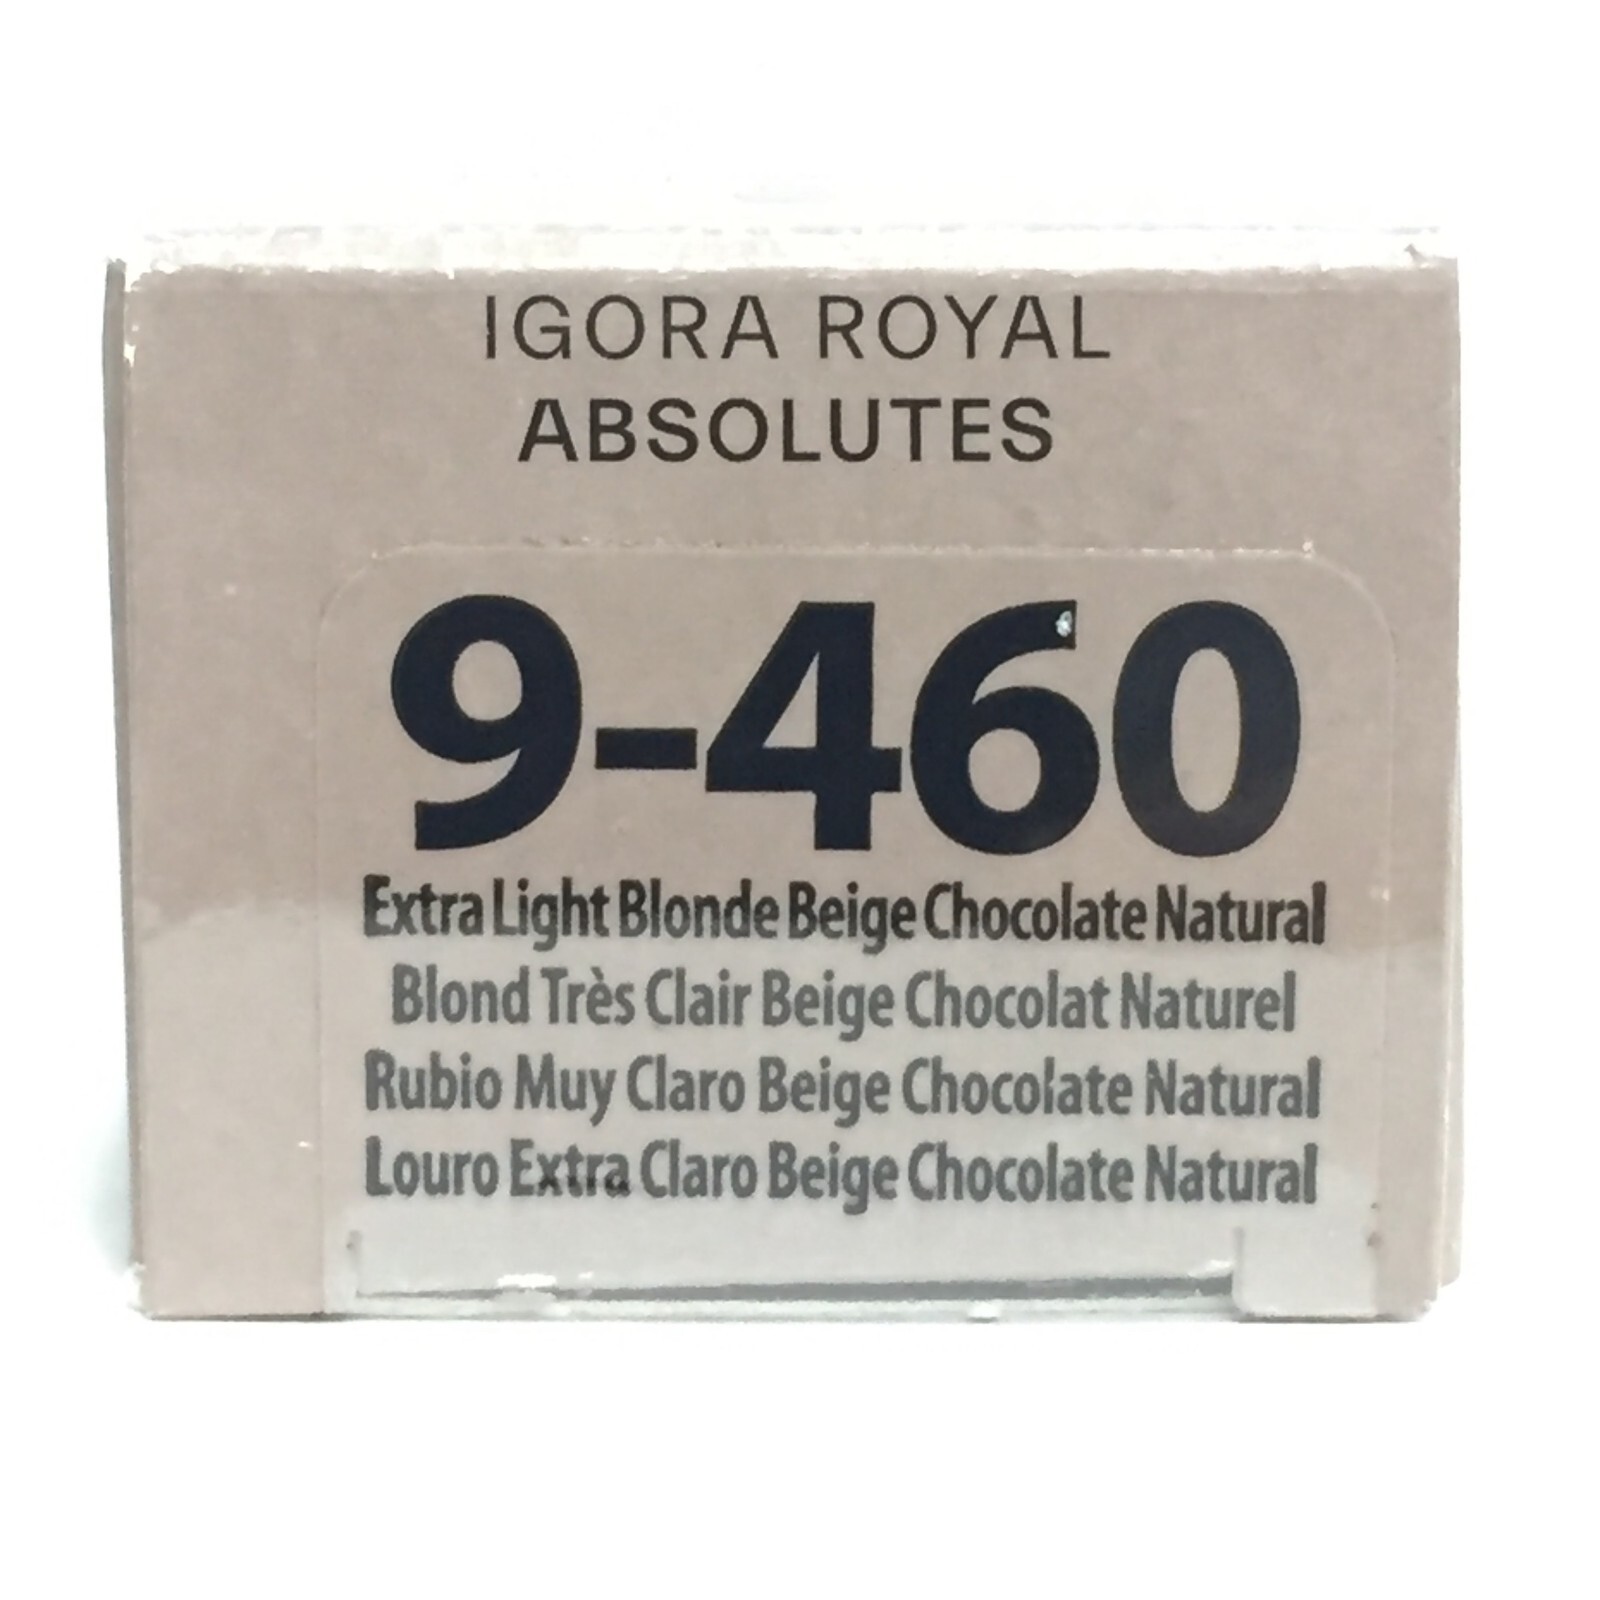 IGORA ROYAL
ABSOLUTES
9-460
Extra Light Blonde Beige Chocolate Natural
Blond Très Clair Beige Chocolat Naturel
Rubio Muy Claro Beige Chocolate Natural
Louro Extra Claro Beige Chocolate Natural